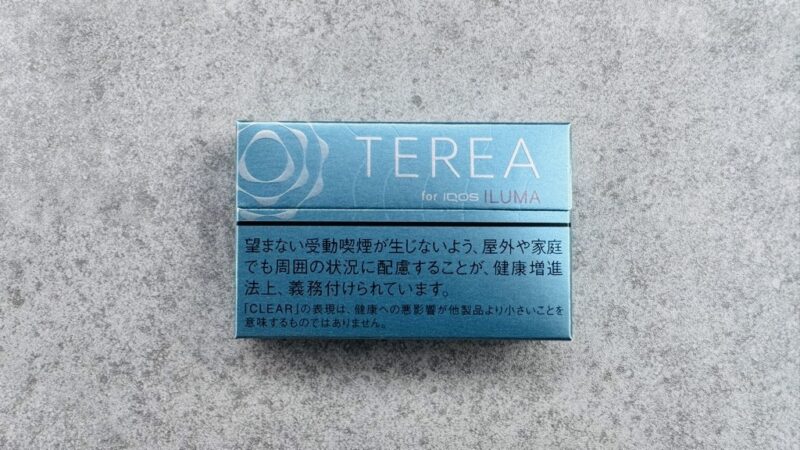 TEREA
for IQOS ILUMA
望まない受動喫煙が生じないよう、屋外や家庭
でも周囲の状況に配慮することが、健康増進
法上、義務付けられています。
「CLEAR」の表現は、健康への悪影響が他製品より小さいことを
意味するものではありません。